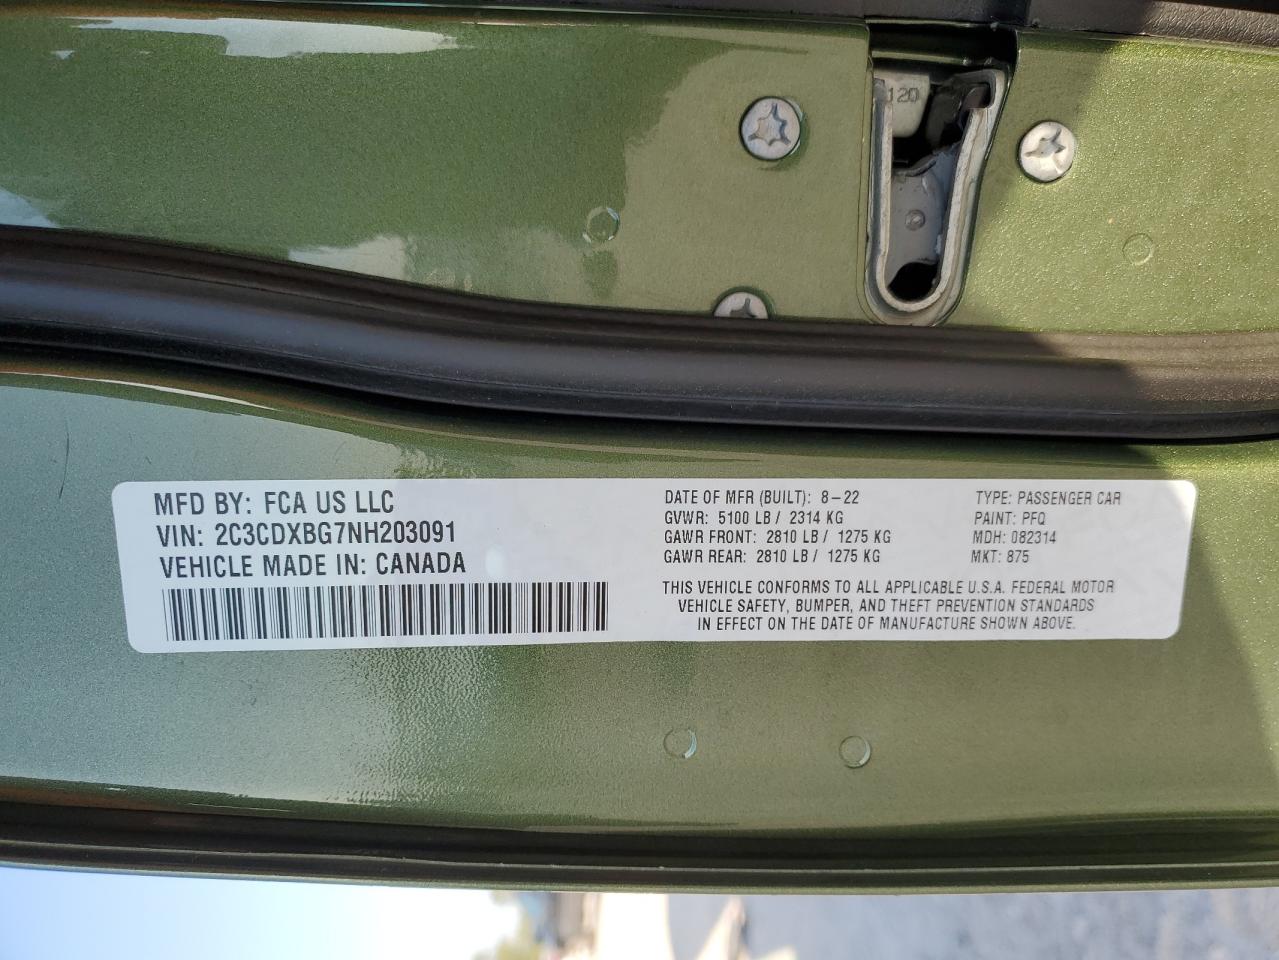 120
MFD BY: FCA US LLC
VIN: 2C3CDXBG7NH203091
VEHICLE MADE IN: CANADA
DATE OF MFR (BUILT): 8-22
GVWR: 5100 LB / 2314 KG
GAWR FRONT: 2810 LB / 1275 KG
GAWR REAR: 2810 LB / 1275 KG
TYPE: PASSENGER CAR
PAINT: PFQ
MDH: 082314
MKT: 875
THIS VEHICLE CONFORMS TO ALL APPLICABLE U.S.A. FEDERAL MOTOR
VEHICLE SAFETY, BUMPER, AND THEFT PREVENTION STANDARDS
IN EFFECT ON THE DATE OF MANUFACTURE SHOWN ABOVE.